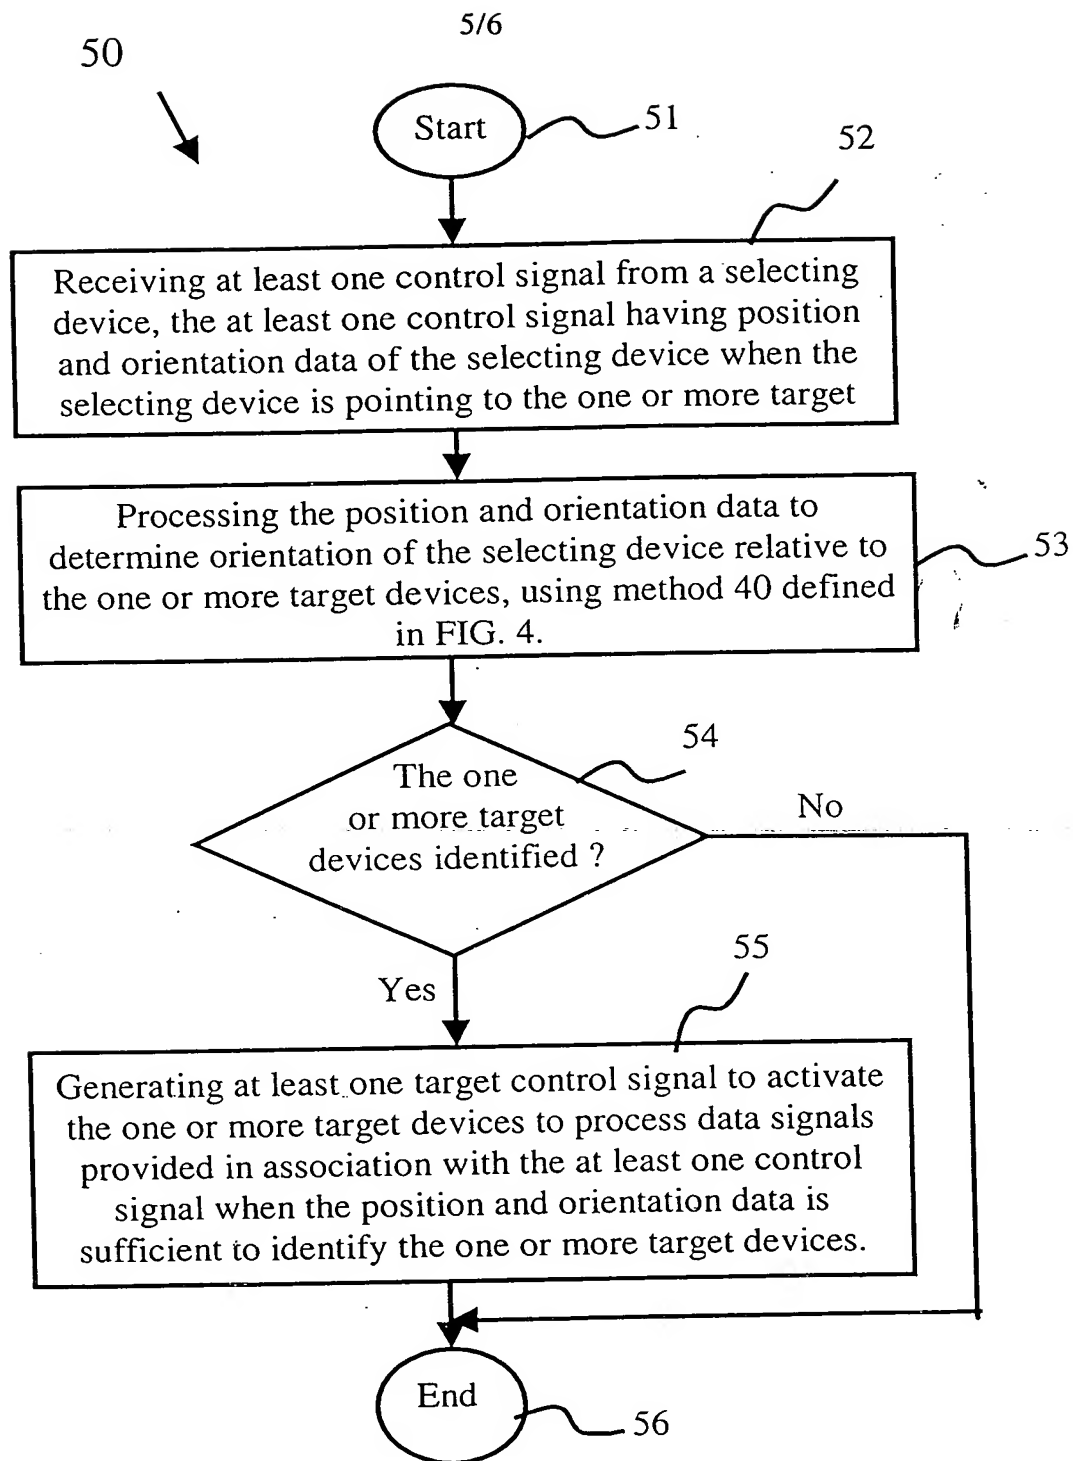 5/6
50
Start
51
52
Receiving at least one control signal from a selecting
device, the at least one control signal having position
and orientation data of the selecting device when the
selecting device is pointing to the one or more target
Processing the position and orientation data to
determine orientation of the selecting device relative to
the one or more target devices, using method 40 defined
in FIG. 4.
53
54
The one
or more target
devices identified ?
No
Yes
55
Generating at least one target control signal to activate
the one or more target devices to process data signals
provided in association with the at least one control
signal when the position and orientation data is
sufficient to identify the one or more target devices.
End
56